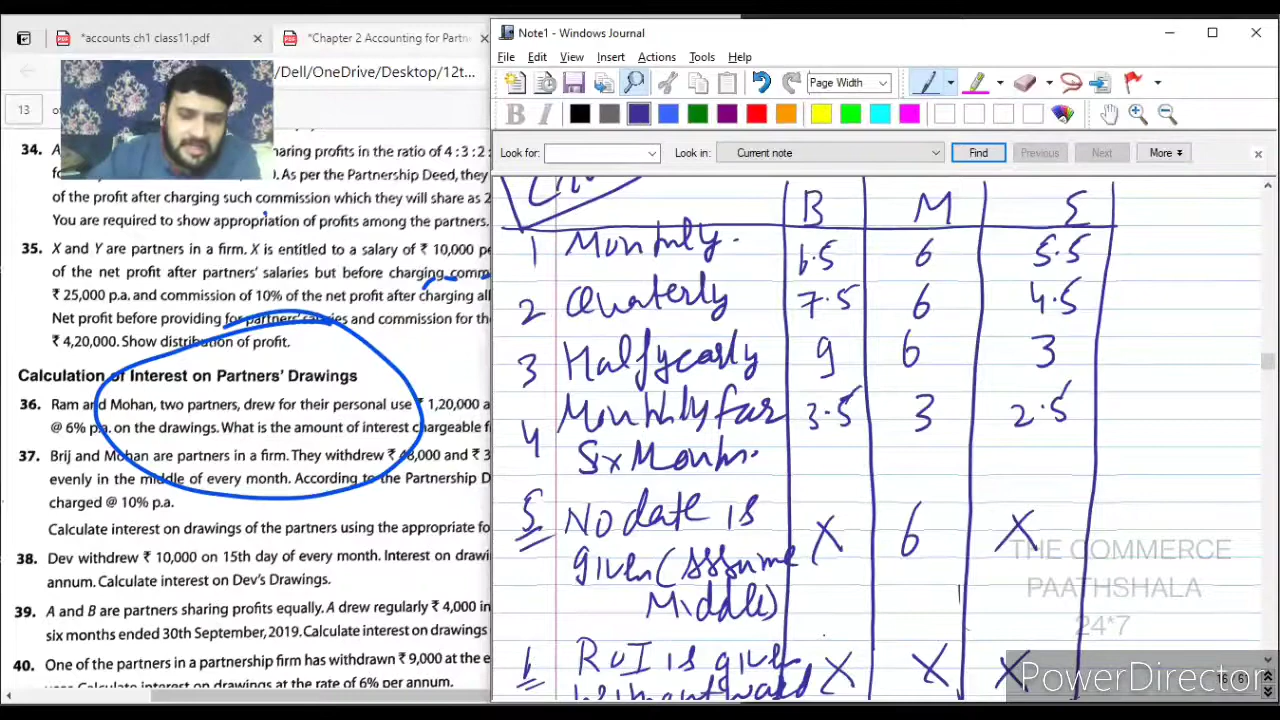 *accounts ch1 class11.pdf
*Chapter 2 Accounting for Partn
/Dell/OneDrive/Desktop/12t...
13
Note1 - Windows Journal
File Edit View Insert Actions Tools Help
Page Width
B I
Look for:
Look in:
Current note
Find
Previous
Next
More
34.
haring profits in the ratio of 4:3:2:
. As per the Partnership Deed, they
of the profit after charging such commission which they will share as 2
You are required to show appropriation of profits among the partners.
35. X and Y are partners in a firm. X is entitled to a salary of ₹ 10,000 pe
of the net profit after partners' salaries but before charging comm
₹ 25,000 p.a. and commission of 10% of the net profit after charging all
Net profit before providing for partners' salaries and commission for the
₹ 4,20,000. Show distribution of profit.
Calculation of Interest on Partners' Drawings
36. Ram and Mohan, two partners, drew for their personal use ₹ 1,20,000 a
@ 6% p.a. on the drawings. What is the amount of interest chargeable f
37. Brij and Mohan are partners in a firm. They withdrew ₹ 48,000 and ₹ 3
evenly in the middle of every month. According to the Partnership D
charged @ 10% p.a.
Calculate interest on drawings of the partners using the appropriate fo
38. Dev withdrew ₹ 10,000 on 15th day of every month. Interest on drawi
annum. Calculate interest on Dev's Drawings.
39. A and B are partners sharing profits equally. A drew regularly ₹ 4,000 in
six months ended 30th September, 2019. Calculate interest on drawings
40. One of the partners in a partnership firm has withdrawn ₹ 9,000 at the e
year. Calculate interest on drawings at the rate of 6% per annum.
B M E
1 Monthly. 6.5 6 5.5
2 Quaterly 7.5 6 4.5
3 Halfyearly 9 6 3
4 Monthly for 3.5 3 2.5
Six Months.
5 No date is X 6 X
given (Assume
Middle)
6 RoI is given X X X
THE COMMERCE
PAATHSHALA
24*7
PowerDirector